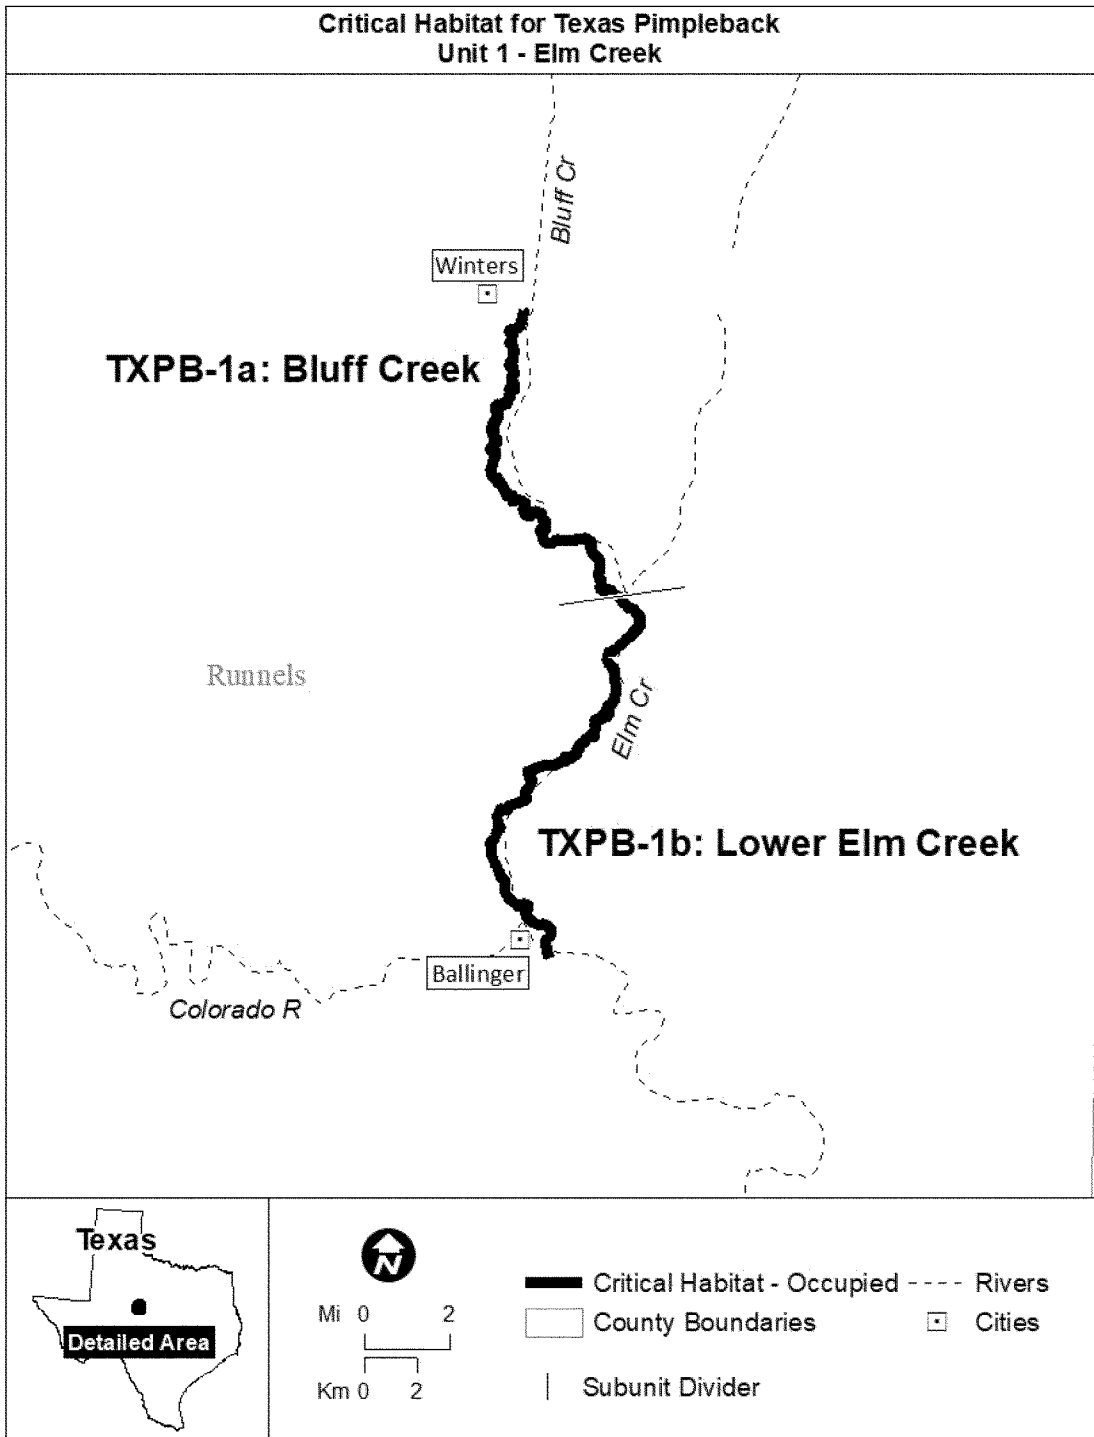 Critical Habitat for Texas Pimpleback
Unit 1 - Elm Creek
Bluff Cr
Winters
TXPB-1a: Bluff Creek
Runnels
Elm Cr
TXPB-1b: Lower Elm Creek
Ballinger
Colorado R
Texas
Detailed Area
N
Mi 0 2
Km 0 2
Critical Habitat - Occupied
Rivers
County Boundaries
Cities
Subunit Divider